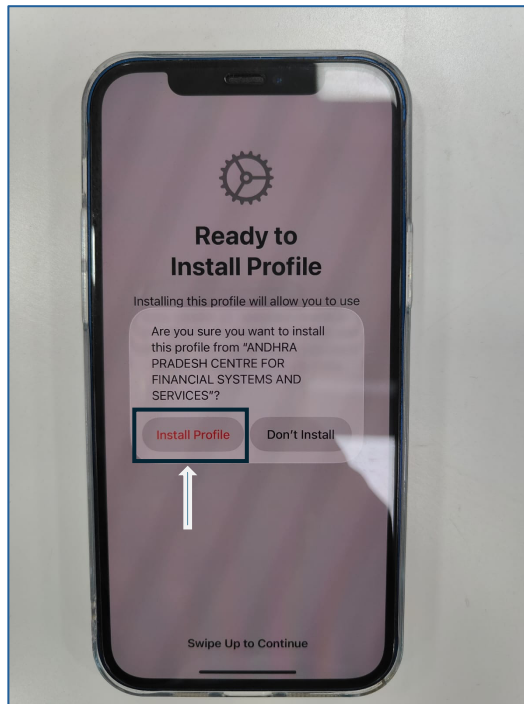 Ready to
Install Profile
Installing this profile will allow you to use
Are you sure you want to install
this profile from "ANDHRA
PRADESH CENTRE FOR
FINANCIAL SYSTEMS AND
SERVICES"?
Install Profile
Don't Install
Swipe Up to Continue